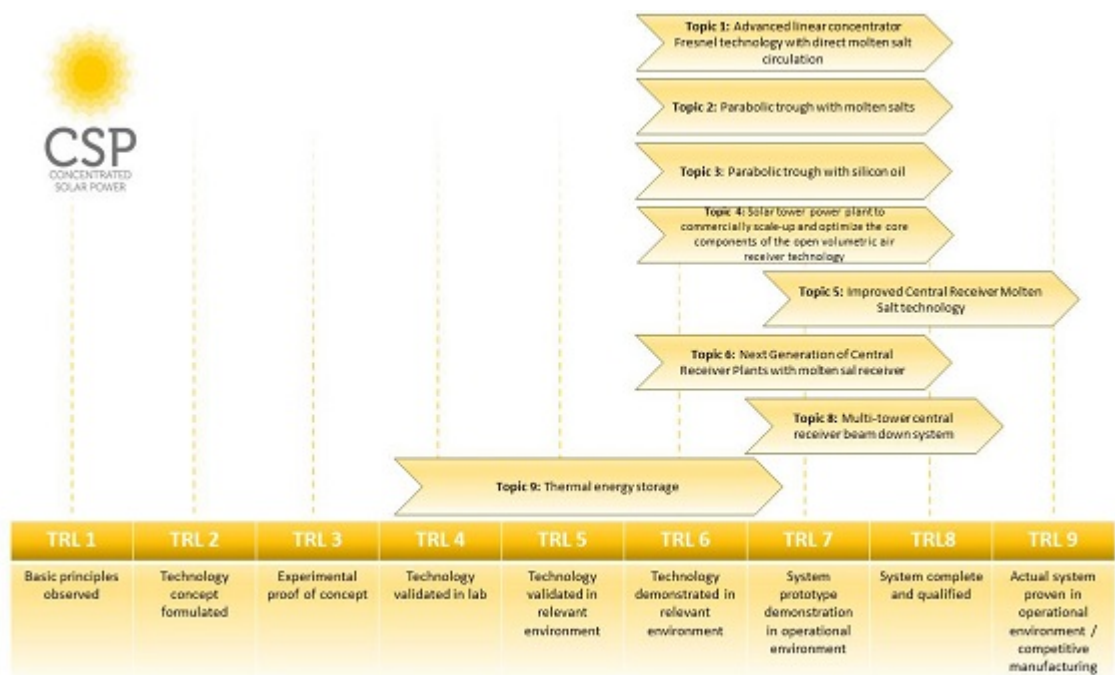 CSP
CONCENTRATED
SOLAR POWER
Topic 1: Advanced linear concentrator
Fresnel technology with direct molten salt
circulation
Topic 2: Parabolic trough with molten salts
Topic 3: Parabolic trough with silicon oil
Topic 4: Solar tower power plant to
commercially scale-up and optimize the core
components of the open volumetric air
receiver technology
Topic 5: Improved Central Receiver Molten
Salt technology
Topic 6: Next Generation of Central
Receiver Plants with molten sal receiver
Topic 8: Multi-tower central
receiver beam down system
Topic 9: Thermal energy storage
TRL 1
TRL 2
TRL 3
TRL 4
TRL 5
TRL 6
TRL 7
TRL8
TRL 9
Basic principles
observed
Technology
concept
formulated
Experimental
proof of concept
Technology
validated in lab
Technology
validated in
relevant
environment
Technology
demonstrated in
relevant
environment
System
prototype
demonstration
in operational
environment
System complete
and qualified
Actual system
proven in
operational
environment /
competitive
manufacturing